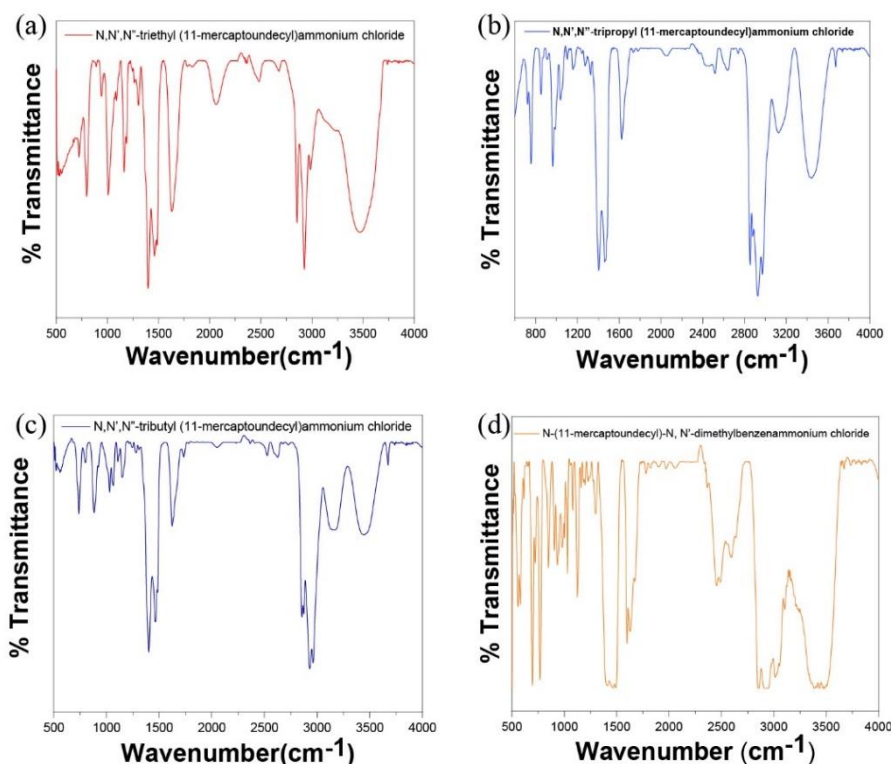 (a)
N,N',N''-triethyl (11-mercaptoundecyl)ammonium chloride
% Transmittance
500 1000 1500 2000 2500 3000 3500 4000
Wavenumber(cm-1)
(b)
N,N',N''-tripropyl (11-mercaptoundecyl)ammonium chloride
% Transmittance
800 1200 1600 2000 2400 2800 3200 3600 4000
Wavenumber (cm-1)
(c)
N,N',N''-tributyl (11-mercaptoundecyl)ammonium chloride
% Transmittance
500 1000 1500 2000 2500 3000 3500 4000
Wavenumber(cm-1)
(d)
N-(11-mercaptoundecyl)-N, N'-dimethylbenzenammonium chloride
% Transmittance
500 1000 1500 2000 2500 3000 3500 4000
Wavenumber (cm-1)